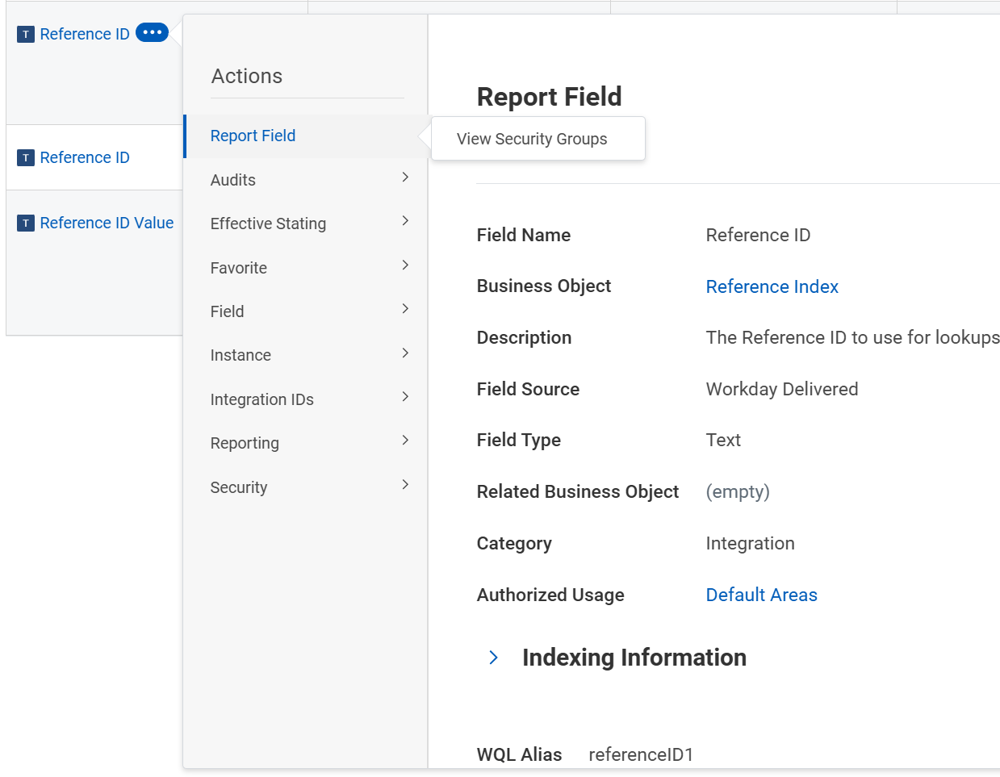 T Reference ID
T Reference ID
T Reference ID Value
Actions
Report Field
Audits
Effective Stating
Favorite
Field
Instance
Integration IDs
Reporting
Security
Report Field
View Security Groups
Field Name Reference ID
Business Object Reference Index
Description The Reference ID to use for lookups
Field Source Workday Delivered
Field Type Text
Related Business Object (empty)
Category Integration
Authorized Usage Default Areas
Indexing Information
WQL Alias referenceID1